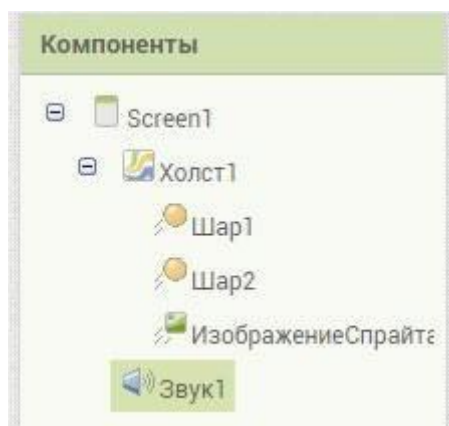 Компоненты
Screen1
Холст1
Шар1
Шар2
ИзображениеСпрайта
Звук1